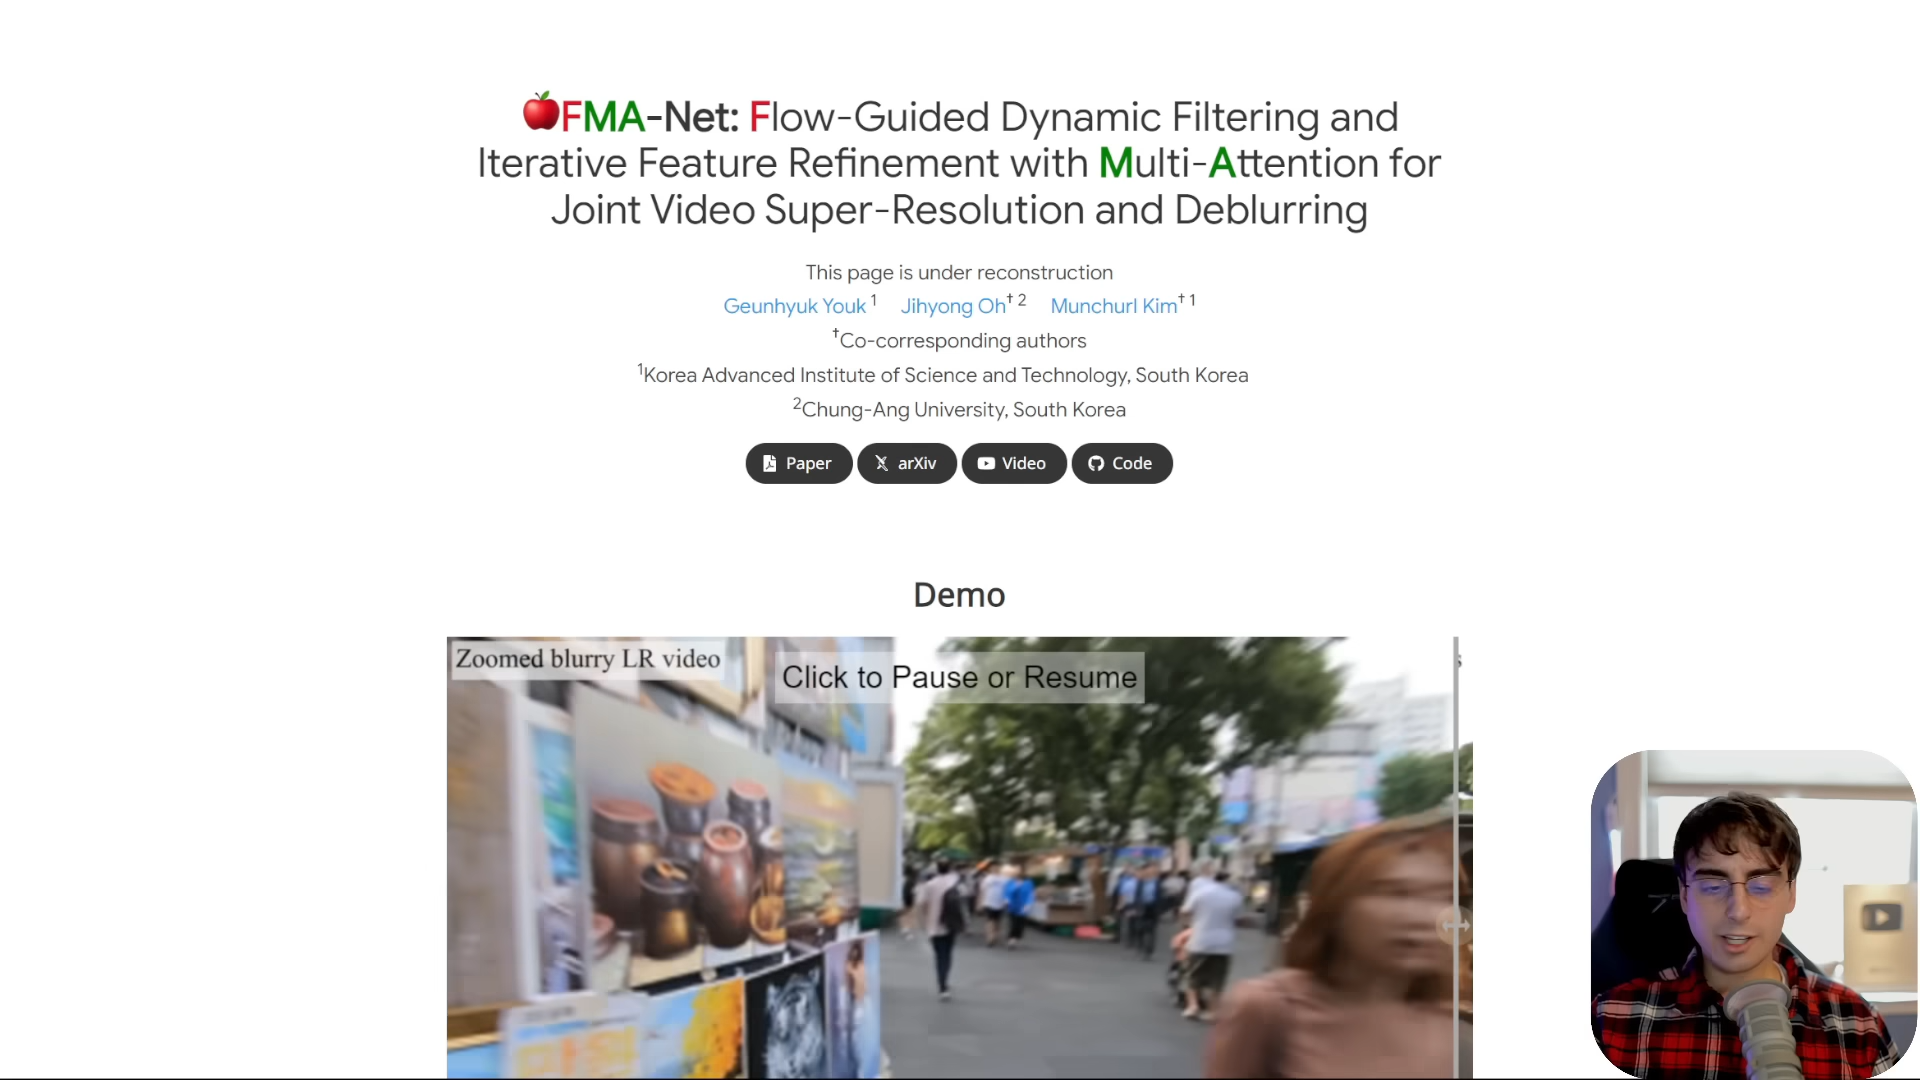 FMA-Net: Flow-Guided Dynamic Filtering and
Iterative Feature Refinement with Multi-Attention for
Joint Video Super-Resolution and Deblurring
This page is under reconstruction
Geunhyuk Youk 1 Jihyong Oh† 2 Munchurl Kim† 1
†Co-corresponding authors
1Korea Advanced Institute of Science and Technology, South Korea
2Chung-Ang University, South Korea
Paper arXiv Video Code
Demo
Zoomed blurry LR video
Click to Pause or Resume